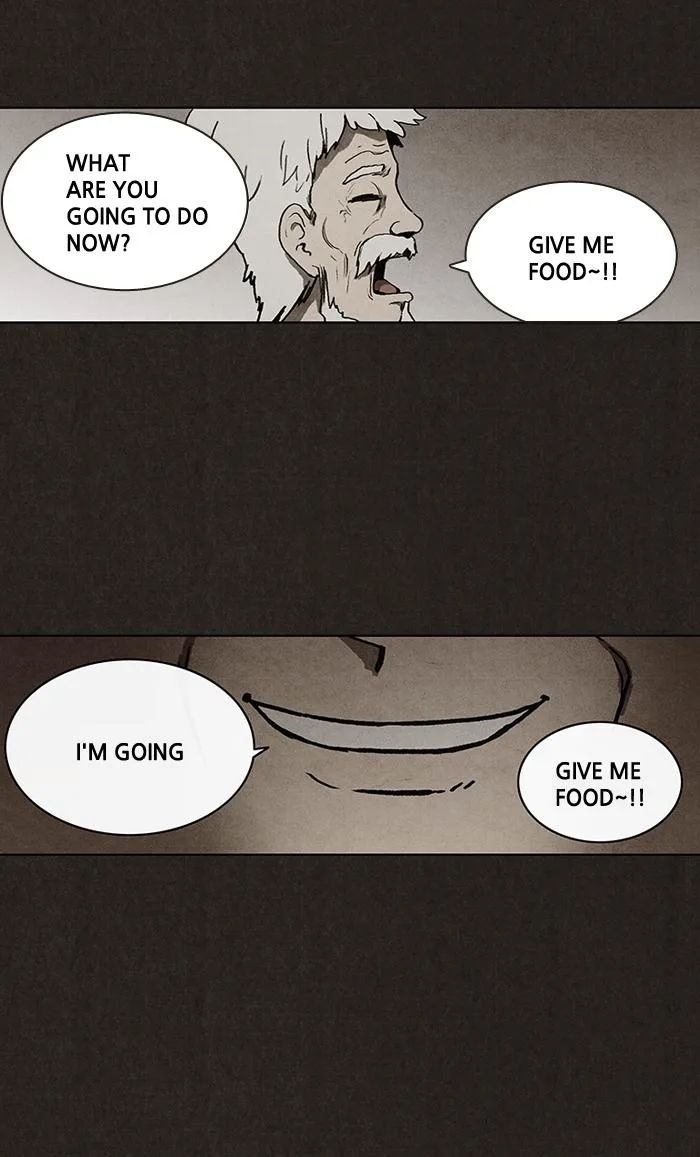 WHAT
ARE YOU
GOING TO DO
NOW?
GIVE ME
FOOD~!!
I'M GOING
GIVE ME
FOOD~!!